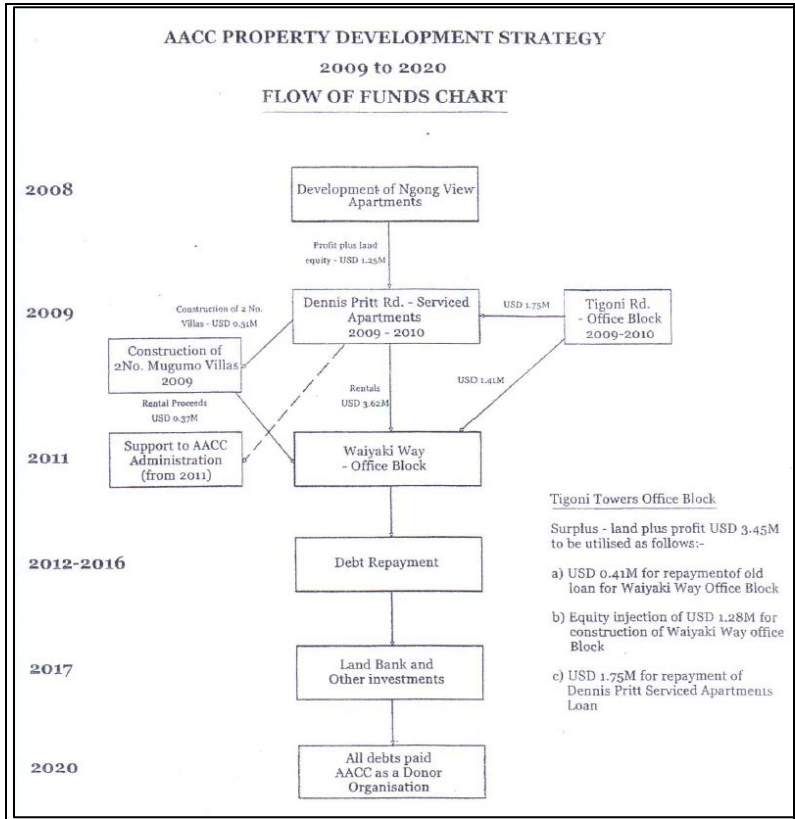 AACC PROPERTY DEVELOPMENT STRATEGY
2009 to 2020
FLOW OF FUNDS CHART
2008
Development of Ngong View
Apartments
Profit plus land
equity - USD 1.25M
2009
Construction of 2 No.
Villas - USD 0.51M
Dennis Pritt Rd. - Serviced
Apartments
2009 - 2010
USD 1.75M
Tigoni Rd.
- Office Block
2009-2010
Construction of
2No. Mugumo Villas
2009
Rental Proceeds
USD 0.37M
Rentals
USD 3.62M
USD 1.41M
2011
Support to AACC
Administration
(from 2011)
Waiyaki Way
- Office Block
Tigoni Towers Office Block
Surplus - land plus profit USD 3.45M
to be utilised as follows:-
a) USD 0.41M for repaymentof old
loan for Waiyaki Way Office Block
b) Equity injection of USD 1.28M for
construction of Waiyaki Way office
Block
c) USD 1.75M for repayment of
Dennis Pritt Serviced Apartments
Loan
2012-2016
Debt Repayment
2017
Land Bank and
Other investments
2020
All debts paid
AACC as a Donor
Organisation